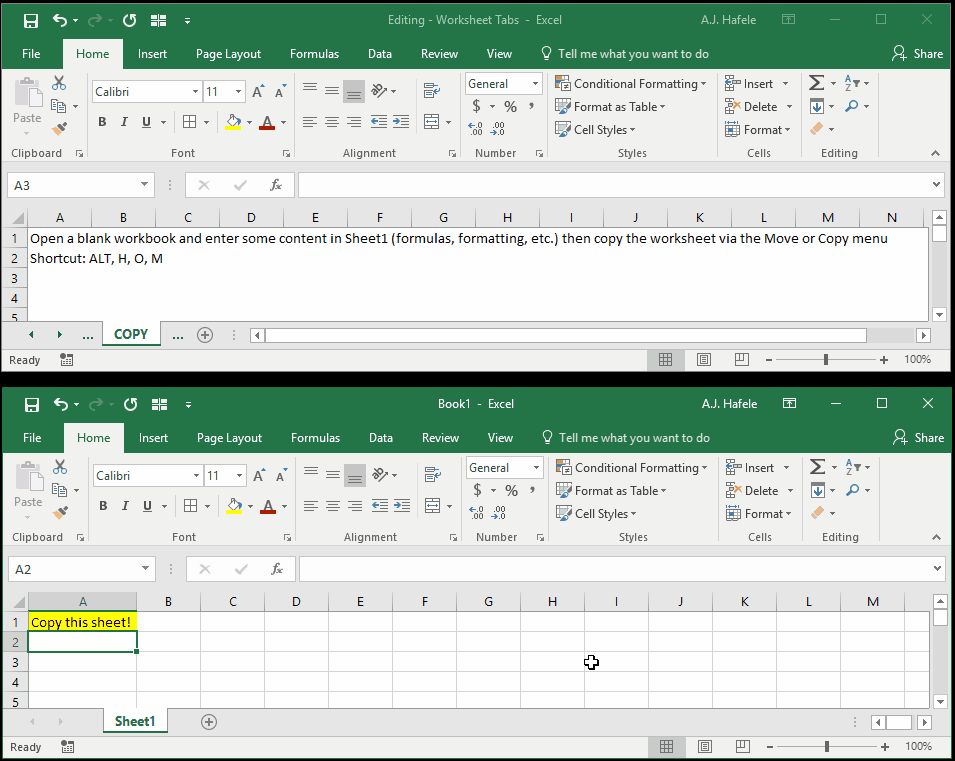 Editing - Worksheet Tabs - Excel A.J. Hafele
File Home Insert Page Layout Formulas Data Review View Tell me what you want to do Share
Calibri 11 General Conditional Formatting Insert
Paste B I U A $ % , Format as Table Delete
Cell Styles Format
Clipboard Font Alignment Number Styles Cells Editing
A3 fx
A B C D E F G H I J K L M N
1 Open a blank workbook and enter some content in Sheet1 (formulas, formatting, etc.) then copy the worksheet via the Move or Copy menu
2 Shortcut: ALT, H, O, M
3
4
5
... COPY ...
Ready 100%
Book1 - Excel A.J. Hafele
File Home Insert Page Layout Formulas Data Review View Tell me what you want to do Share
Calibri 11 General Conditional Formatting Insert
Paste B I U A $ % , Format as Table Delete
Cell Styles Format
Clipboard Font Alignment Number Styles Cells Editing
A2 fx
A B C D E F G H I J K L M
1 Copy this sheet!
2
3
4
5
Sheet1
Ready 100%